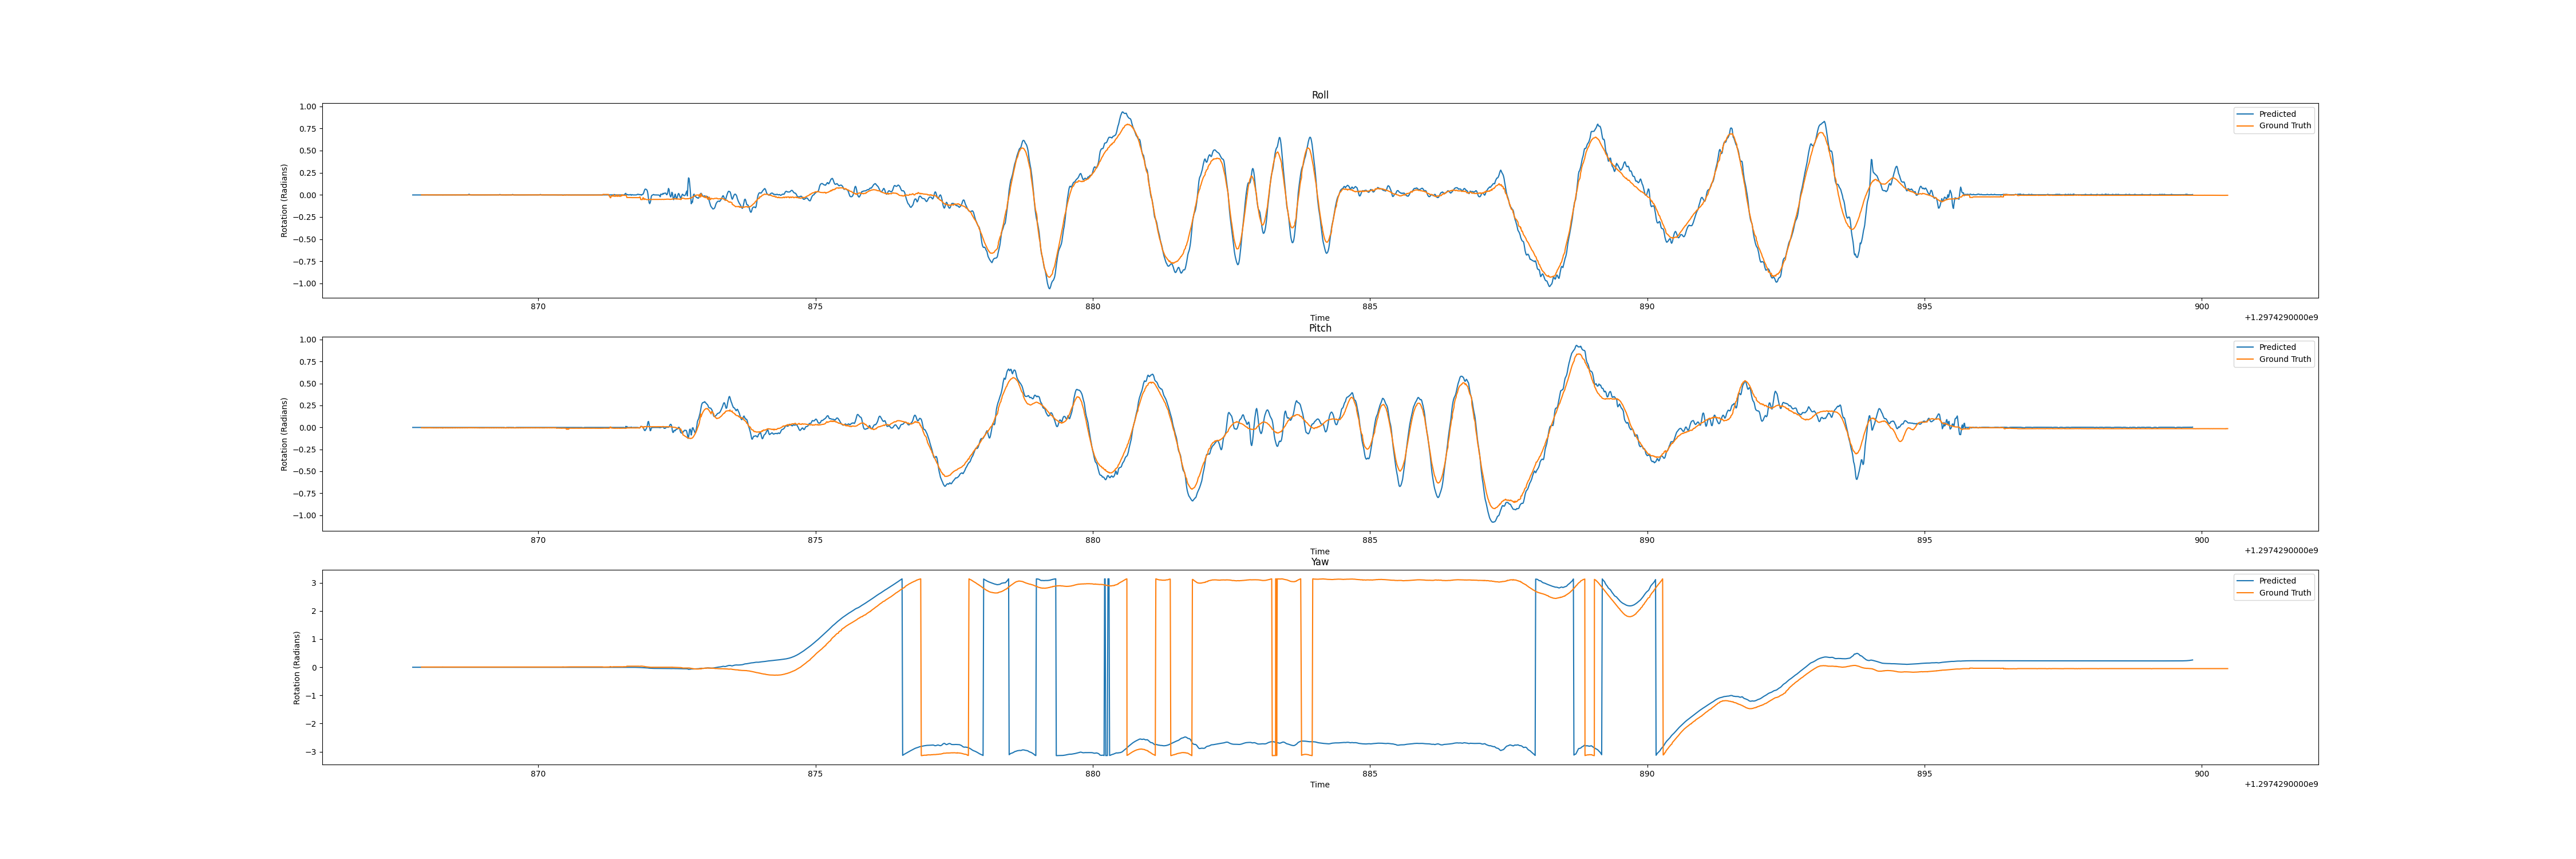 Roll
1.00
0.75
0.50
0.25
0.00
−0.25
−0.50
−0.75
−1.00
Rotation (Radians)
Predicted
Ground Truth
870 875 880 885 890 895 900
Time
+1.2974290000e9
Pitch
1.00
0.75
0.50
0.25
0.00
−0.25
−0.50
−0.75
−1.00
Rotation (Radians)
Predicted
Ground Truth
870 875 880 885 890 895 900
Time
+1.2974290000e9
Yaw
3
2
1
0
−1
−2
−3
Rotation (Radians)
Predicted
Ground Truth
870 875 880 885 890 895 900
Time
+1.2974290000e9